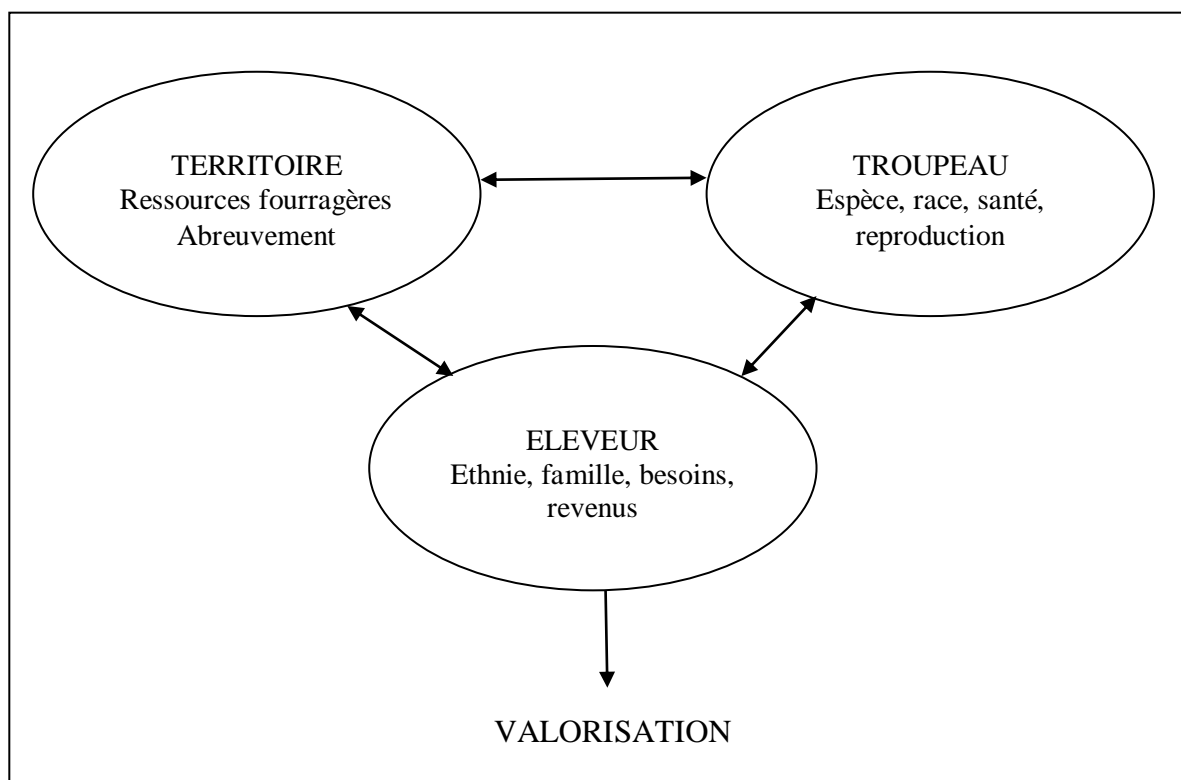 TERRITOIRE
Ressources fourragères
Abreuvement
TROUPEAU
Espèce, race, santé,
reproduction
ELEVEUR
Ethnie, famille, besoins,
revenus
VALORISATION